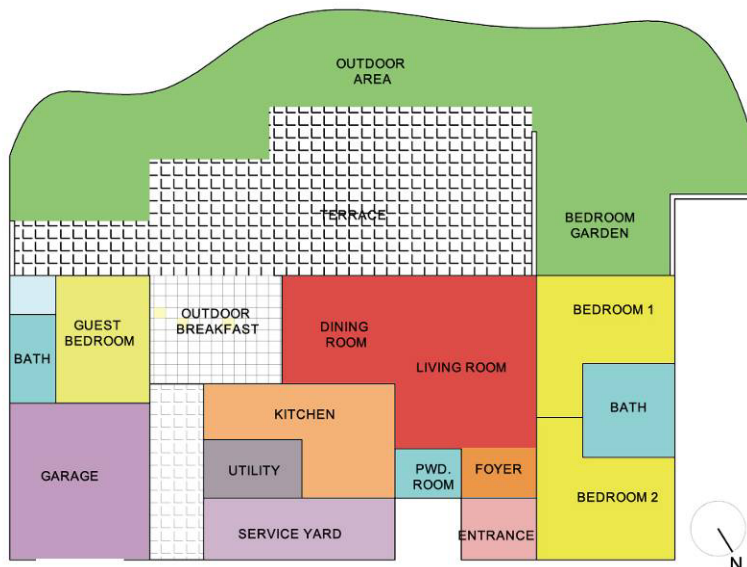 OUTDOOR
AREA
TERRACE
BEDROOM
GARDEN
GUEST
BEDROOM
BATH
OUTDOOR
BREAKFAST
DINING
ROOM
LIVING ROOM
BEDROOM 1
BATH
KITCHEN
GARAGE
UTILITY
PWD.
ROOM
FOYER
BEDROOM 2
SERVICE YARD
ENTRANCE
N